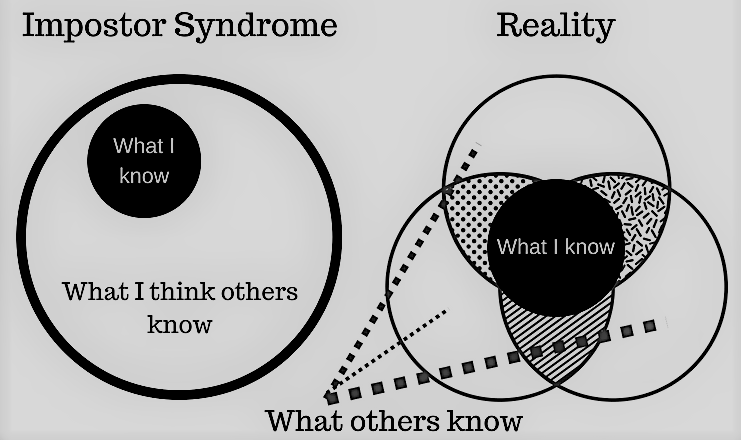 Impostor Syndrome
What I
know
What I think others
know
Reality
What I know
What others know